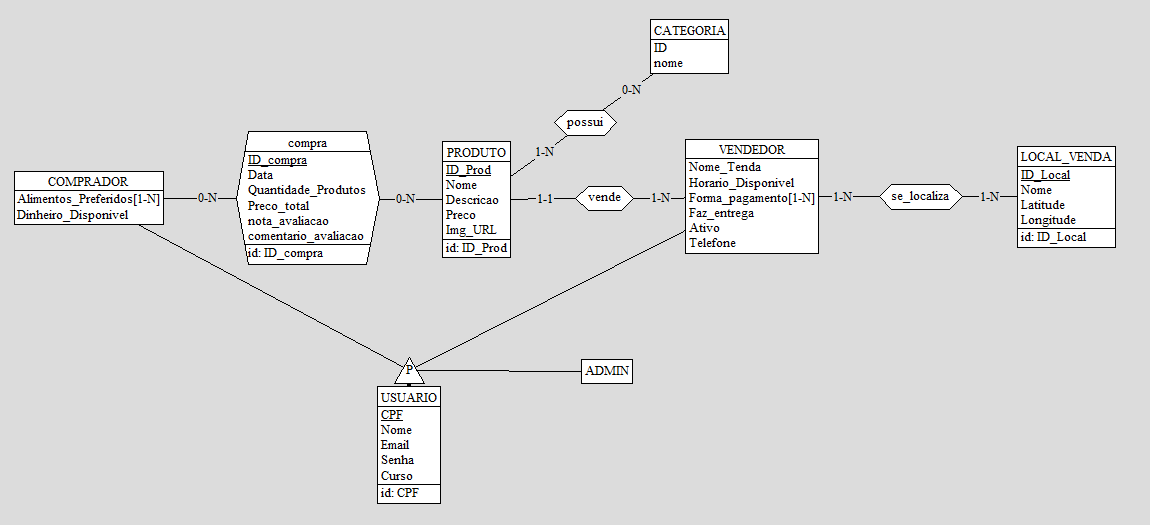 CATEGORIA
ID
nome
0-N
possui
1-N
compra
ID_compra
Data
Quantidade_Produtos
Preco_total
nota_avaliacao
comentario_avaliacao
id: ID_compra
PRODUTO
ID_Prod
Nome
Descricao
Preco
Img_URL
id: ID_Prod
VENDEDOR
Nome_Tenda
Horario_Disponivel
Forma_pagamento[1-N]
Faz_entrega
Ativo
Telefone
LOCAL_VENDA
ID_Local
Nome
Latitude
Longitude
id: ID_Local
COMPRADOR
Alimentos_Preferidos[1-N]
Dinheiro_Disponivel
0-N
0-N
1-1
vende
1-N
1-N
se_localiza
1-N
P
ADMIN
USUARIO
CPF
Nome
Email
Senha
Curso
id: CPF